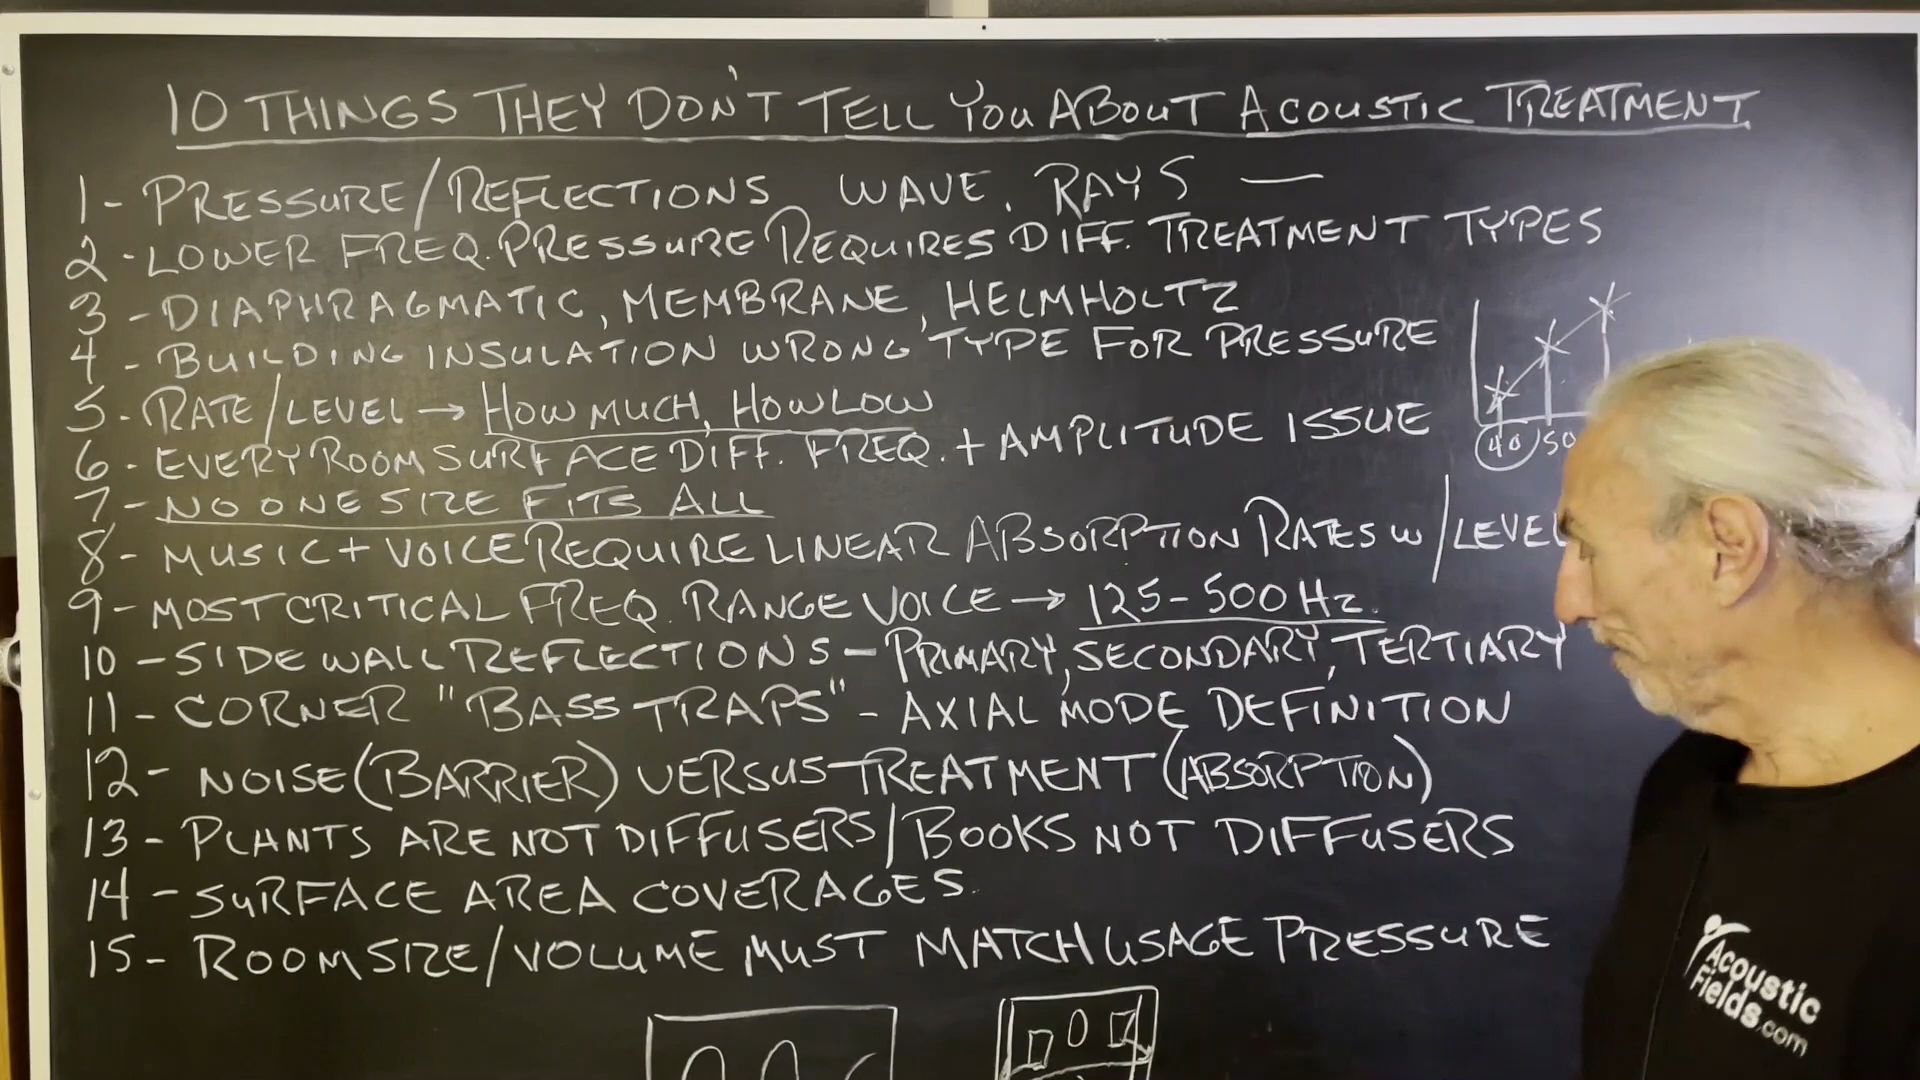 10 THINGS THEY DON'T TELL YOU ABOUT ACOUSTIC TREATMENT
1- PRESSURE/REFLECTIONS WAVE. RAYS —
2- LOWER FREQ. PRESSURE REQUIRES DIFF. TREATMENT TYPES
3- DIAPHRAGMATIC, MEMBRANE, HELMHOLTZ
4- BUILDING INSULATION WRONG TYPE FOR PRESSURE
5- RATE/LEVEL → HOW MUCH, HOW LOW
6- EVERY ROOM SURFACE DIFF. FREQ. + AMPLITUDE ISSUE
7- NO ONE SIZE FITS ALL
8- MUSIC + VOICE REQUIRE LINEAR ABSORPTION RATES W/LEVEL
9- MOST CRITICAL FREQ. RANGE VOICE → 125-500 Hz.
10- SIDE WALL REFLECTIONS - PRIMARY, SECONDARY, TERTIARY
11- CORNER "BASS TRAPS" - AXIAL MODE DEFINITION
12- NOISE (BARRIER) VERSUS TREATMENT (ABSORPTION)
13- PLANTS ARE NOT DIFFUSERS/BOOKS NOT DIFFUSERS
14- SURFACE AREA COVERAGES.
15- ROOM SIZE/VOLUME MUST MATCH USAGE PRESSURE
40 50
Acoustic
Fields.com